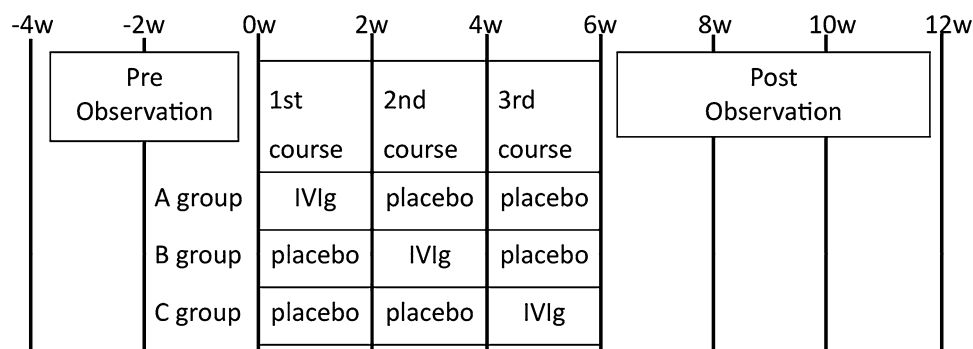 -4w -2w 0w 2w 4w 6w 8w 10w 12w
Pre
Observation
1st
course
2nd
course
3rd
course
Post
Observation
A group IVIg placebo placebo
B group placebo IVIg placebo
C group placebo placebo IVIg